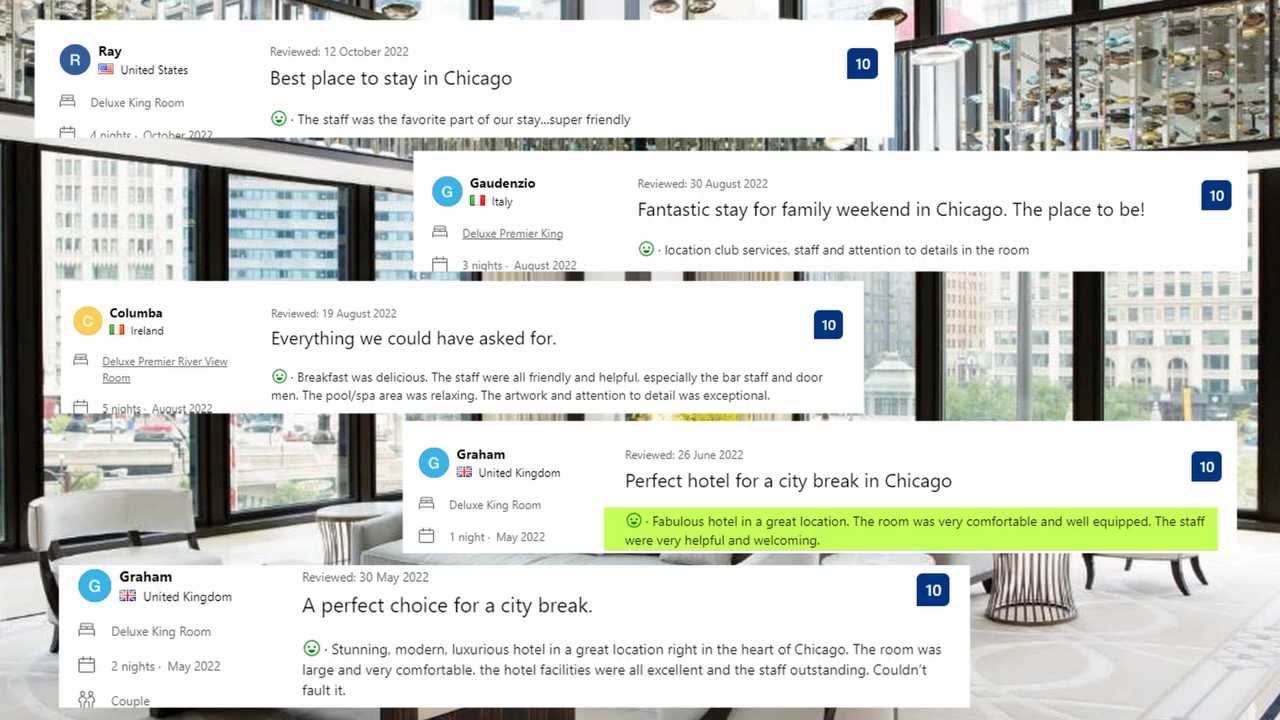 R
Ray
United States
Deluxe King Room
4 nights · October 2022
Reviewed: 12 October 2022
Best place to stay in Chicago
· The staff was the favorite part of our stay...super friendly
10
G
Gaudenzio
Italy
Deluxe Premier King
3 nights · August 2022
Reviewed: 30 August 2022
Fantastic stay for family weekend in Chicago. The place to be!
· location club services, staff and attention to details in the room
10
C
Columba
Ireland
Deluxe Premier River View
Room
5 nights · August 2022
Reviewed: 19 August 2022
Everything we could have asked for.
· Breakfast was delicious. The staff were all friendly and helpful, especially the bar staff and door
men. The pool/spa area was relaxing. The artwork and attention to detail was exceptional.
10
G
Graham
United Kingdom
Deluxe King Room
1 night · May 2022
Reviewed: 26 June 2022
Perfect hotel for a city break in Chicago
· Fabulous hotel in a great location. The room was very comfortable and well equipped. The staff
were very helpful and welcoming.
10
G
Graham
United Kingdom
Deluxe King Room
2 nights · May 2022
Couple
Reviewed: 30 May 2022
A perfect choice for a city break.
· Stunning, modern, luxurious hotel in a great location right in the heart of Chicago. The room was
large and very comfortable. the hotel facilities were all excellent and the staff outstanding. Couldn't
fault it.
10